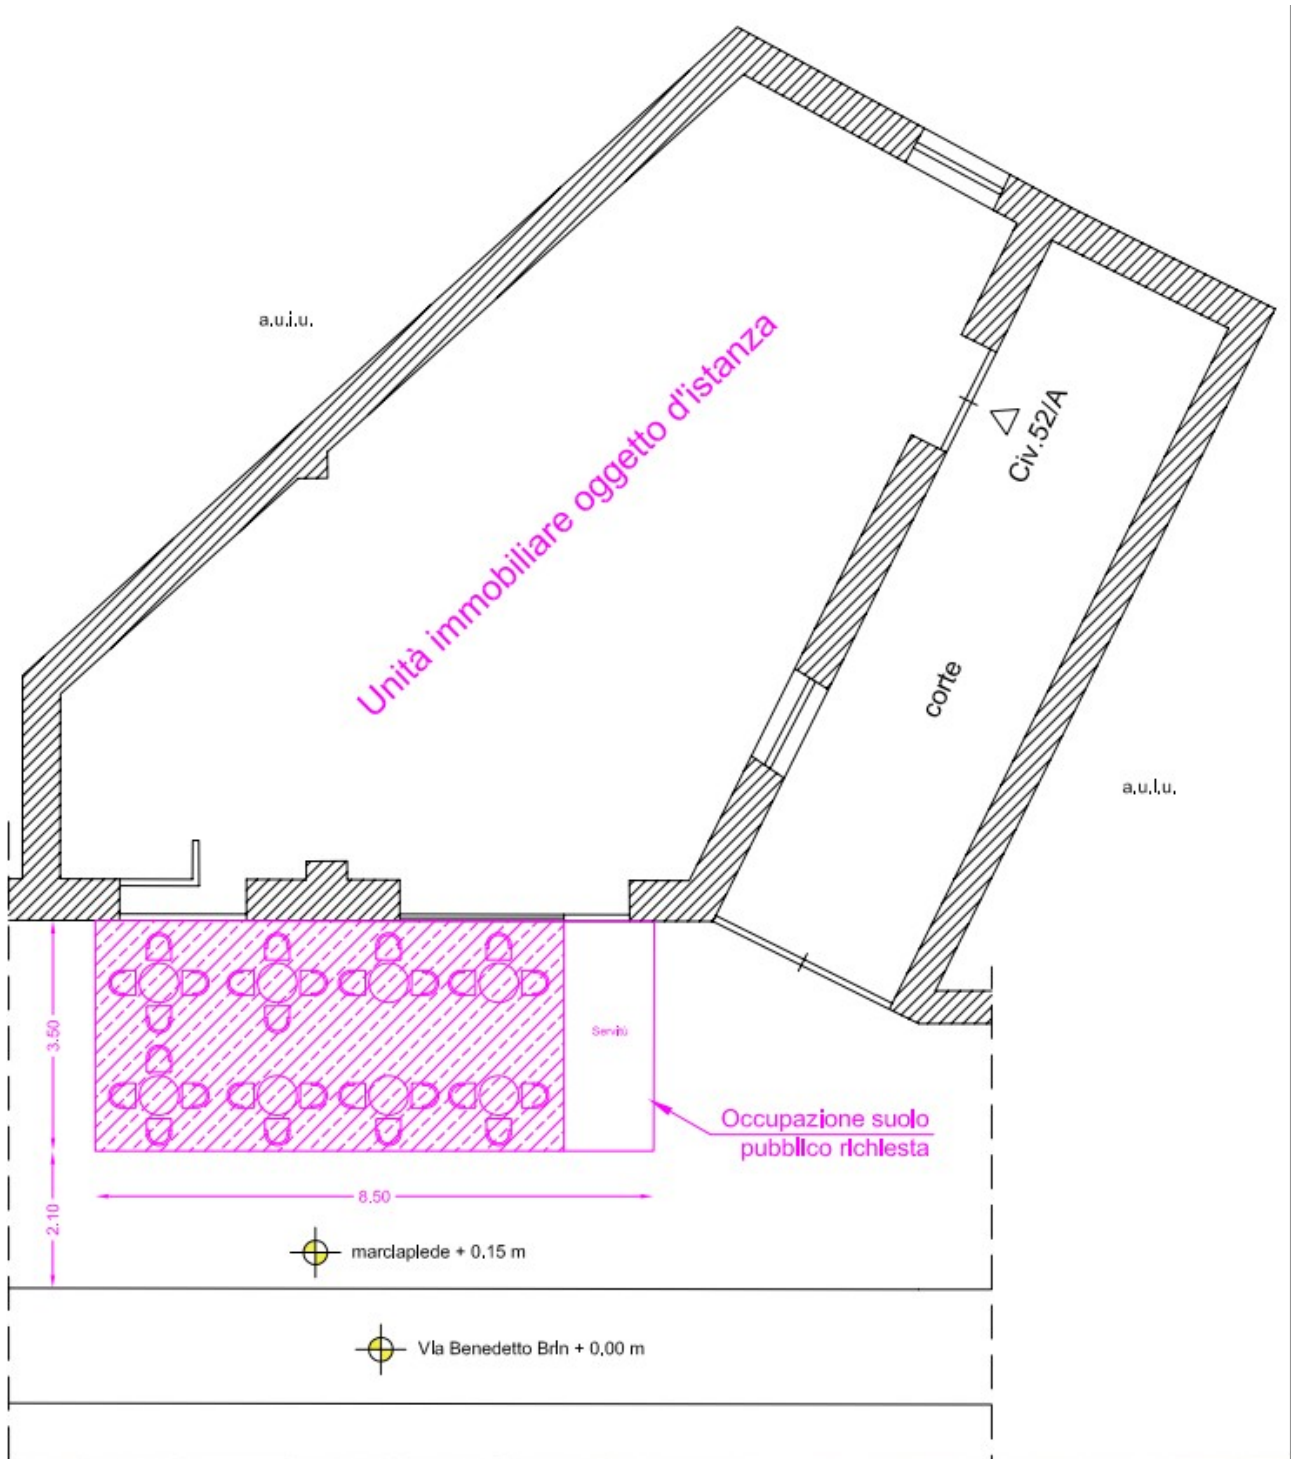 a.u.i.u.
Unità immobiliare oggetto d'istanza
Civ.52/A
corte
a.u.i.u.
3.50
Servitù
Occupazione suolo
pubblico richiesta
8.50
2.10
marciapiede + 0.15 m
Via Benedetto Brin + 0.00 m